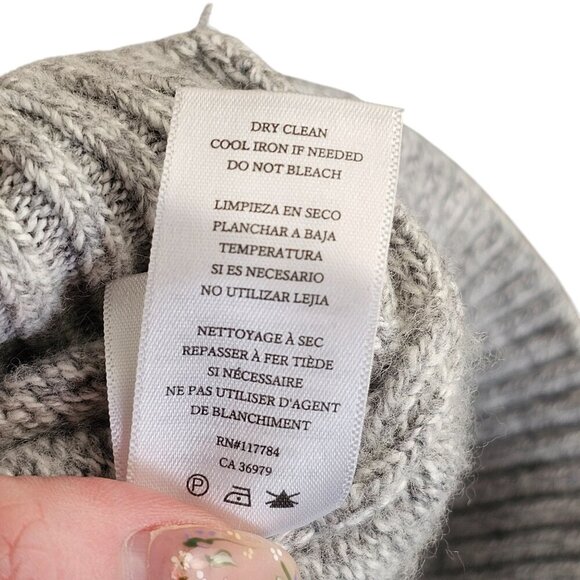 DRY CLEAN
COOL IRON IF NEEDED
DO NOT BLEACH
LIMPIEZA EN SECO
PLANCHAR A BAJA
TEMPERATURA
SI ES NECESARIO
NO UTILIZAR LEJIA
NETTOYAGE À SEC
REPASSER À FER TIÈDE
SI NÉCESSAIRE
NE PAS UTILISER D'AGENT
DE BLANCHIMENT
RN#117784
CA 36979
P